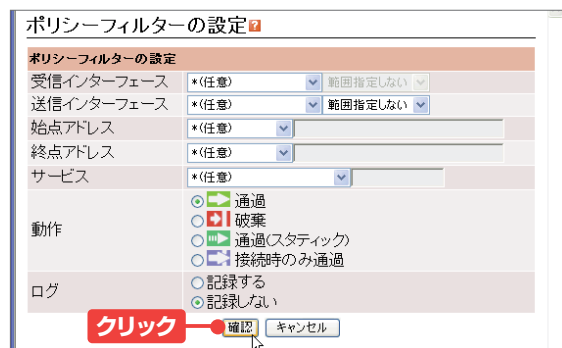 ポリシーフィルターの設定?
ポリシーフィルターの設定
受信インターフェース *(任意) 範囲指定しない
送信インターフェース *(任意) 範囲指定しない
始点アドレス *(任意)
終点アドレス *(任意)
サービス *(任意)
動作
通過
破棄
通過(スタティック)
接続時のみ通過
ログ
記録する
記録しない
クリック 確認 キャンセル